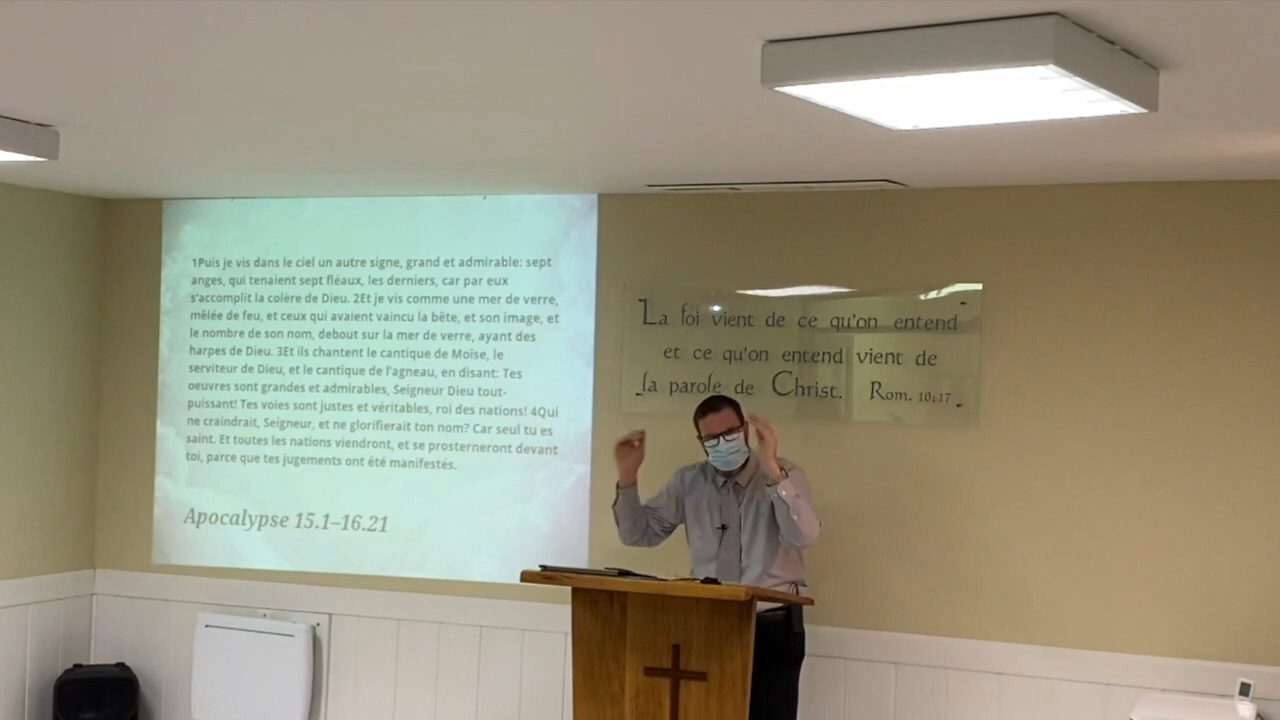 1Puis je vis dans le ciel un autre signe, grand et admirable: sept
anges, qui tenaient sept fléaux, les derniers, car par eux
s'accomplit la colère de Dieu. 2Et je vis comme une mer de verre,
mêlée de feu, et ceux qui avaient vaincu la bête, et son image, et
le nombre de son nom, debout sur la mer de verre, ayant des
harpes de Dieu. 3Et ils chantent le cantique de Moïse, le
serviteur de Dieu, et le cantique de l'agneau, en disant: Tes
oeuvres sont grandes et admirables, Seigneur Dieu tout-
puissant! Tes voies sont justes et véritables, roi des nations! 4Qui
ne craindrait, Seigneur, et ne glorifierait ton nom? Car seul tu es
saint. Et toutes les nations viendront, et se prosterneront devant
toi, parce que tes jugements ont été manifestés.
Apocalypse 15.1–16.21
La foi vient de ce qu'on entend
et ce qu'on entend vient de
la parole de Christ. Rom. 10:17